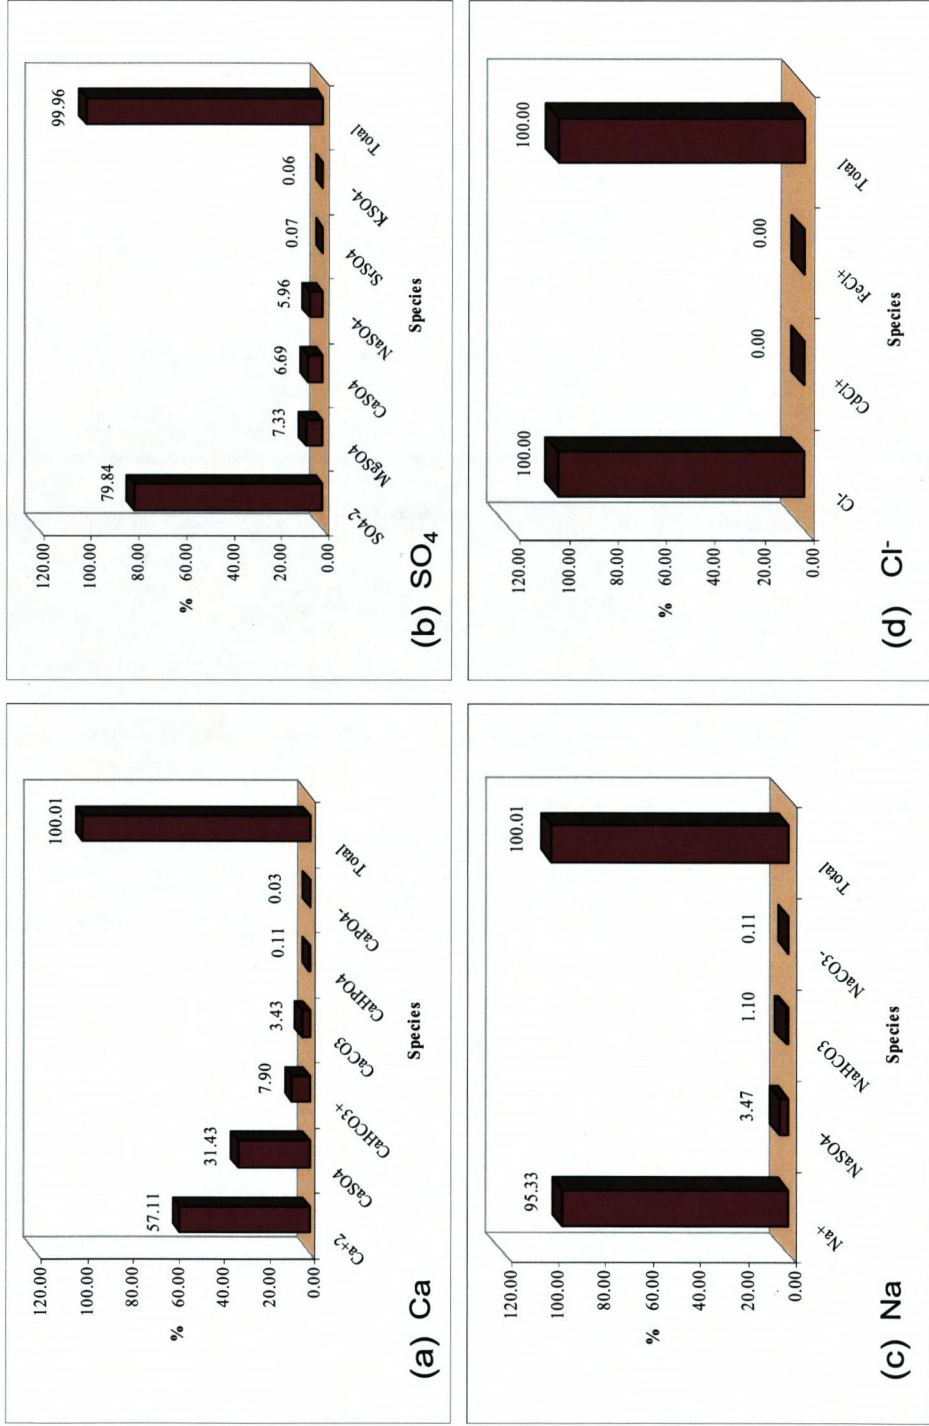 120.00
100.00
80.00
60.00
40.00
20.00
0.00
%
57.11
31.43
7.90
3.43
0.11
0.03
100.01
Ca+2
CaSO4
CaHCO3+
CaCO3
CaHPO4
CaPO4-
Total
Species
(a) Ca
120.00
100.00
80.00
60.00
40.00
20.00
0.00
%
79.84
7.33
6.69
5.96
0.07
0.06
99.96
SO4-2
MgSO4
CaSO4
NaSO4-
SrSO4
KSO4-
Total
Species
(b) SO4
120.00
100.00
80.00
60.00
40.00
20.00
0.00
%
95.33
3.47
1.10
0.11
100.01
Na+
NaSO4-
NaHCO3
NaCO3-
Total
Species
(c) Na
120.00
100.00
80.00
60.00
40.00
20.00
0.00
%
100.00
0.00
0.00
100.00
Cl-
CdCl+
FeCl+
Total
Species
(d) Cl-